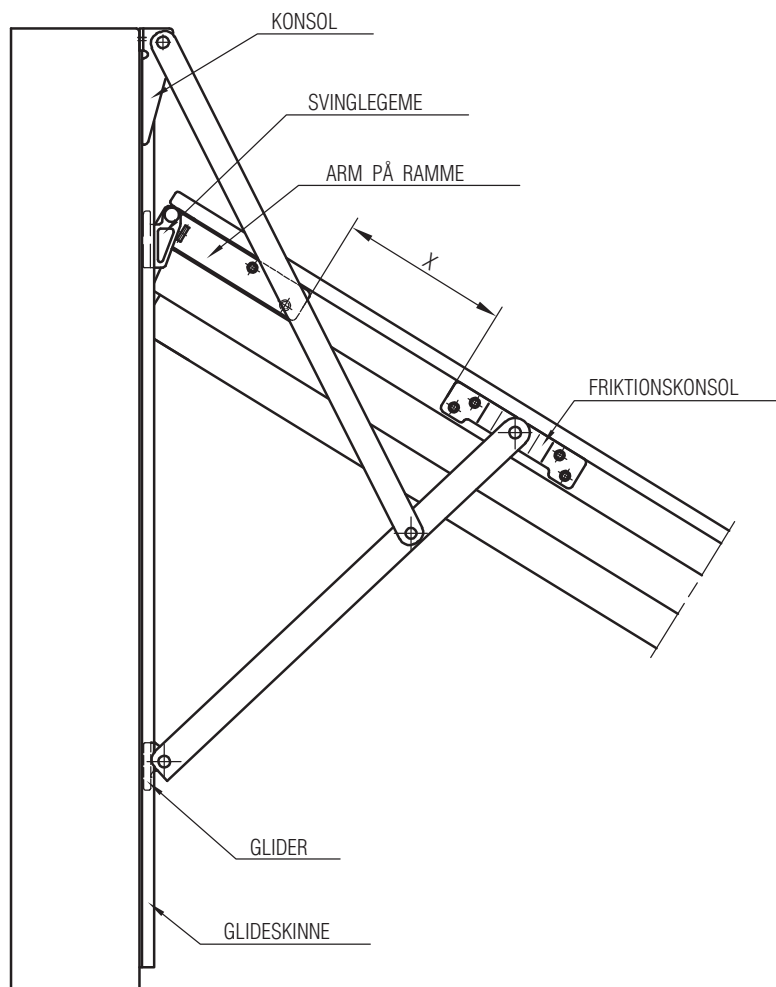 KONSOL
SVINGLEGEME
ARM PÅ RAMME
X
FRIKTIONSKONSOL
GLIDER
GLIDESKINNE